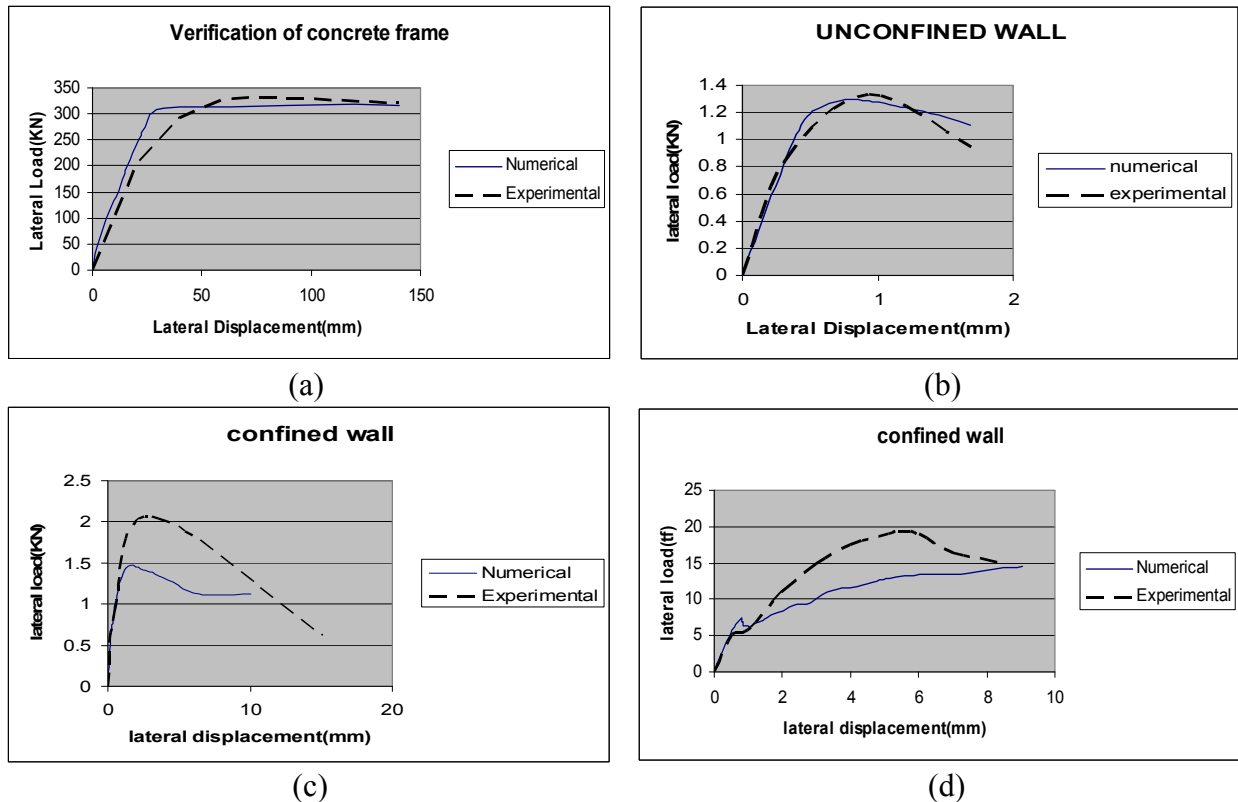 Verification of concrete frame
Lateral Load(KN)
350
300
250
200
150
100
50
0
0 50 100 150
Lateral Displacement(mm)
Numerical
Experimental
(a)
UNCONFINED WALL
lateral load(KN)
1.4
1.2
1
0.8
0.6
0.4
0.2
0
0 1 2
Lateral Displacement(mm)
numerical
experimental
(b)
confined wall
lateral load(KN)
2.5
2
1.5
1
0.5
0
0 10 20
lateral displacement(mm)
Numerical
Experimental
(c)
confined wall
lateral load(tf)
25
20
15
10
5
0
0 2 4 6 8 10
lateral displacement(mm)
Numerical
Experimental
(d)